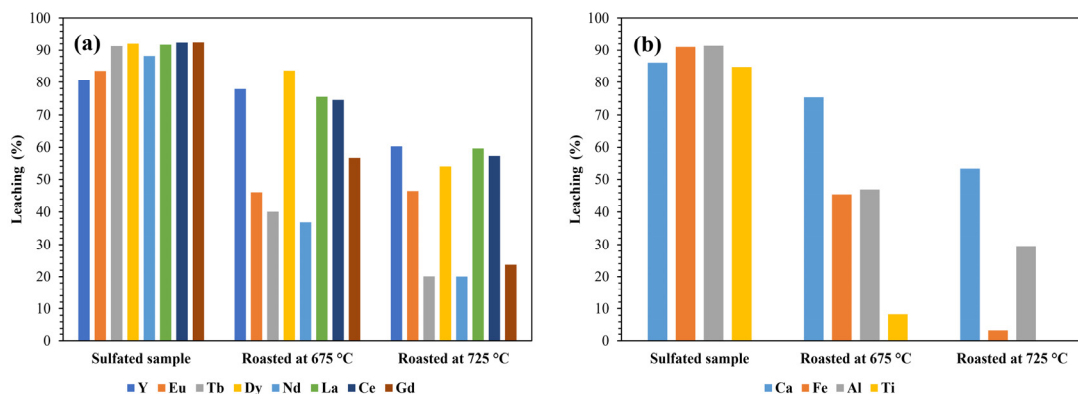 (a)
Leaching (%)
100
90
80
70
60
50
40
30
20
10
0
Sulfated sample Roasted at 675 °C Roasted at 725 °C
Y Eu Tb Dy Nd La Ce Gd
(b)
Leaching (%)
100
90
80
70
60
50
40
30
20
10
0
Sulfated sample Roasted at 675 °C Roasted at 725 °C
Ca Fe Al Ti